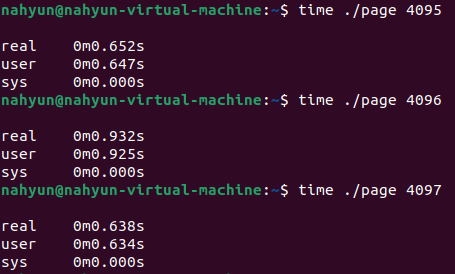 nahyun@nahyun-virtual-machine:~$ time ./page 4095
real 0m0.652s
user 0m0.647s
sys 0m0.000s
nahyun@nahyun-virtual-machine:~$ time ./page 4096
real 0m0.932s
user 0m0.925s
sys 0m0.000s
nahyun@nahyun-virtual-machine:~$ time ./page 4097
real 0m0.638s
user 0m0.634s
sys 0m0.000s